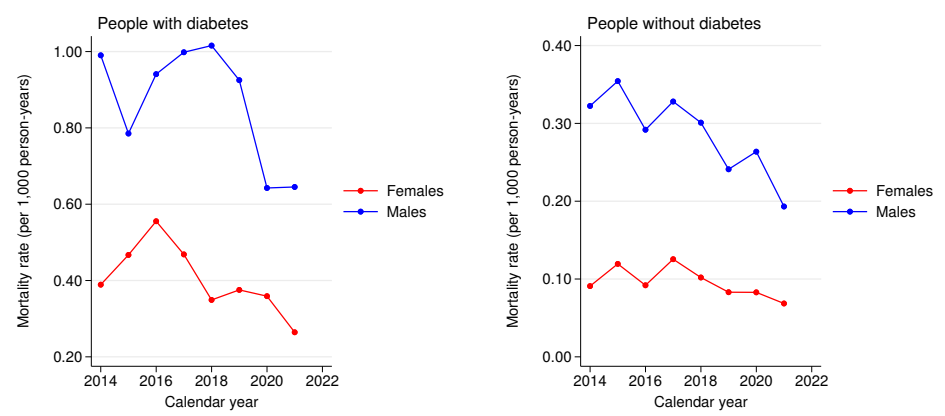 People with diabetes
Mortality rate (per 1,000 person-years)
1.00
0.80
0.60
0.40
0.20
2014 2016 2018 2020 2022
Calendar year
Females
Males
People without diabetes
Mortality rate (per 1,000 person-years)
0.40
0.30
0.20
0.10
0.00
2014 2016 2018 2020 2022
Calendar year
Females
Males